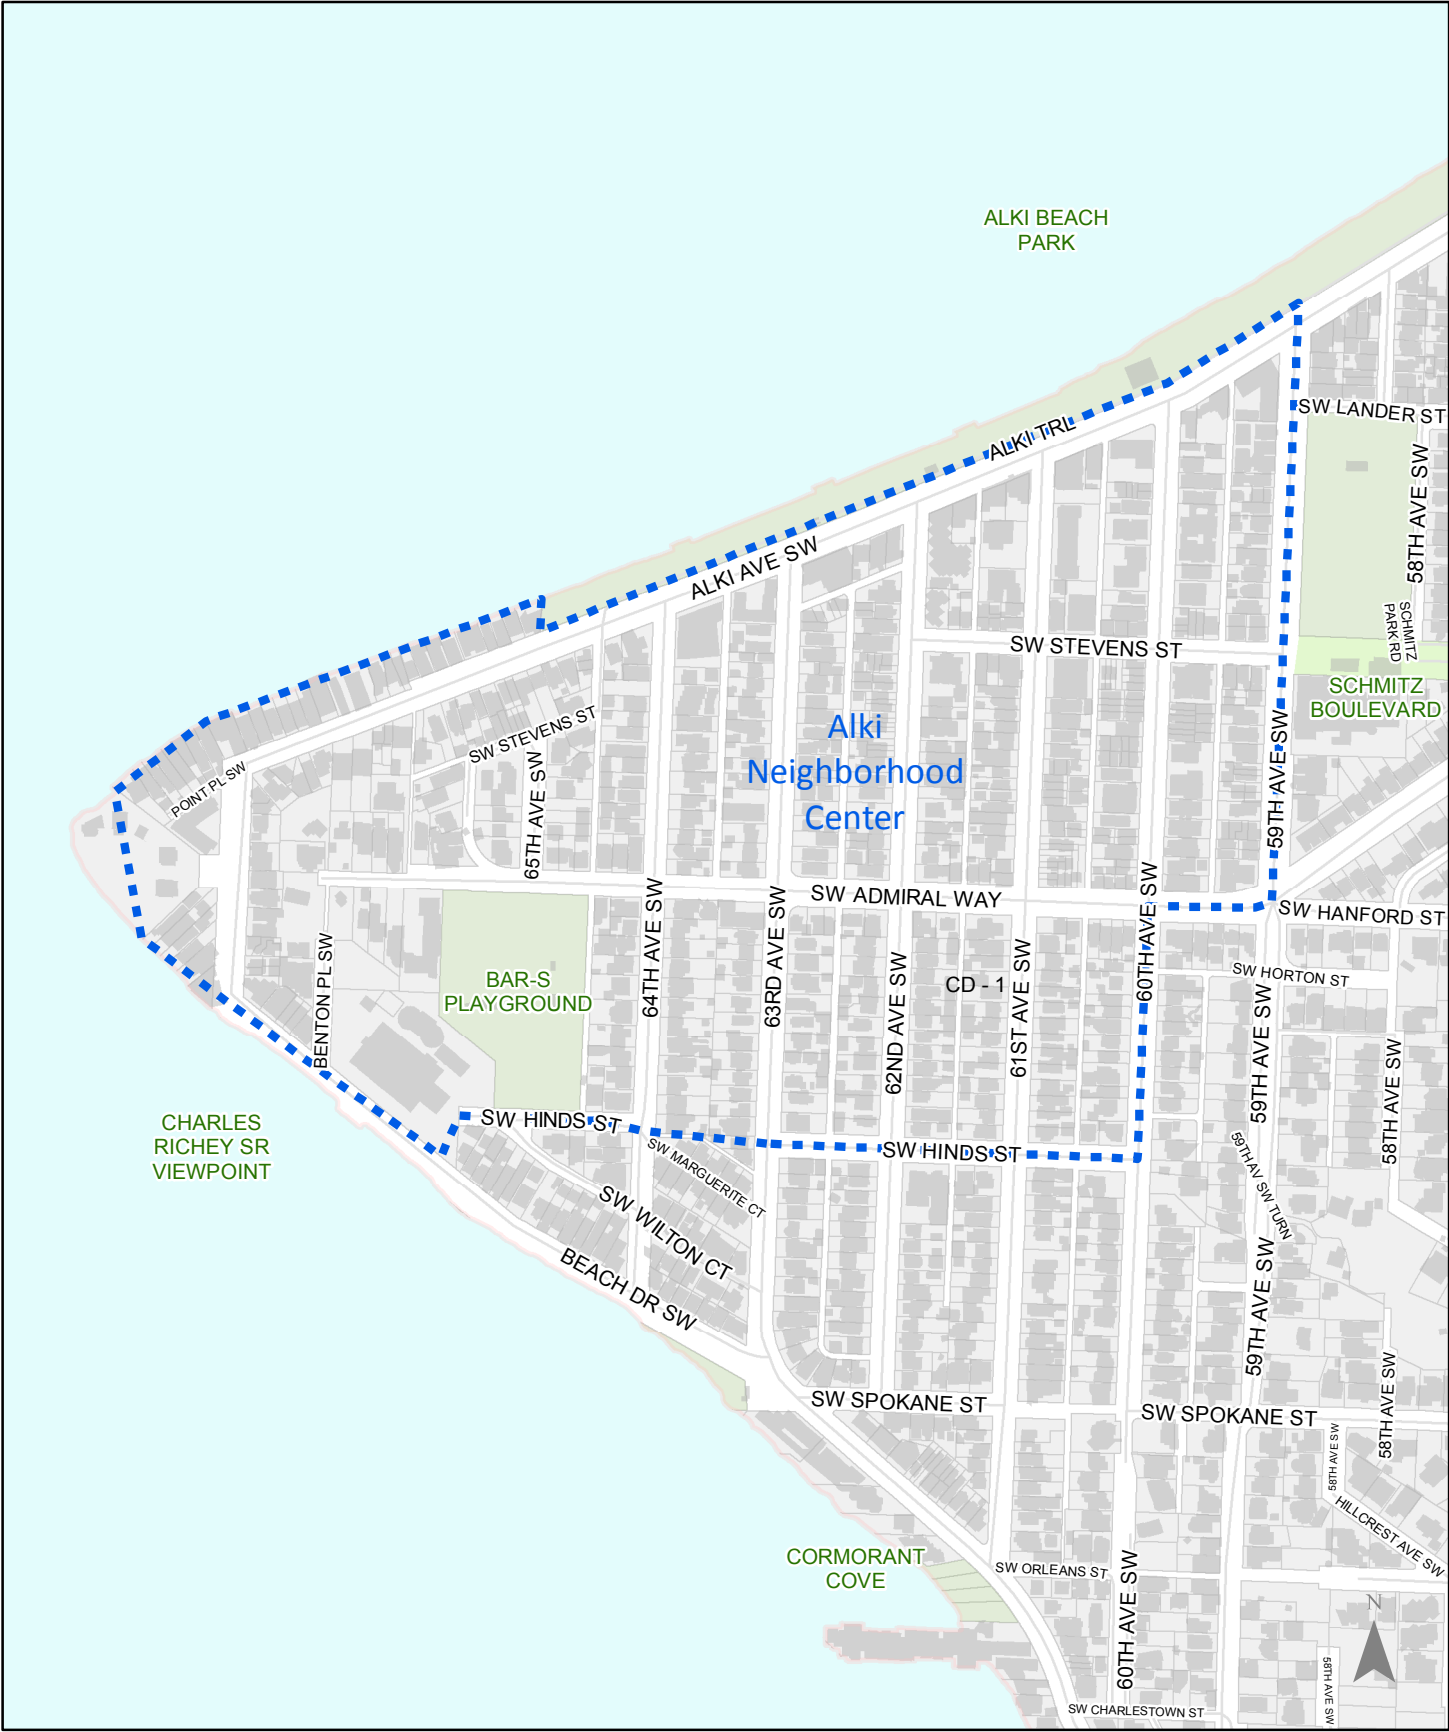 ALKI BEACH
PARK
SW LANDER ST
ALKI TRL
58TH AVE SW
ALKI AVE SW
SCHMITZ
PARK RD
SW STEVENS ST
SCHMITZ
BOULEVARD
SW STEVENS ST
Alki
Neighborhood
Center
POINT PL SW
65TH AVE SW
59TH AVE SW
SW ADMIRAL WAY
60TH AVE SW
SW HANFORD ST
64TH AVE SW
63RD AVE SW
BAR-S
PLAYGROUND
CD - 1
SW HORTON ST
BENTON PL SW
62ND AVE SW
61ST AVE SW
59TH AVE SW
58TH AVE SW
CHARLES
RICHEY SR
VIEWPOINT
SW HINDS ST
SW HINDS ST
SW MARGUERITE CT
59TH AV SW TURN
SW WILTON CT
BEACH DR SW
59TH AVE SW
58TH AVE SW
SW SPOKANE ST
SW SPOKANE ST
58TH AVE SW
HILLCREST AVE SW
CORMORANT
COVE
SW ORLEANS ST
60TH AVE SW
N
58TH AVE SW
SW CHARLESTOWN ST